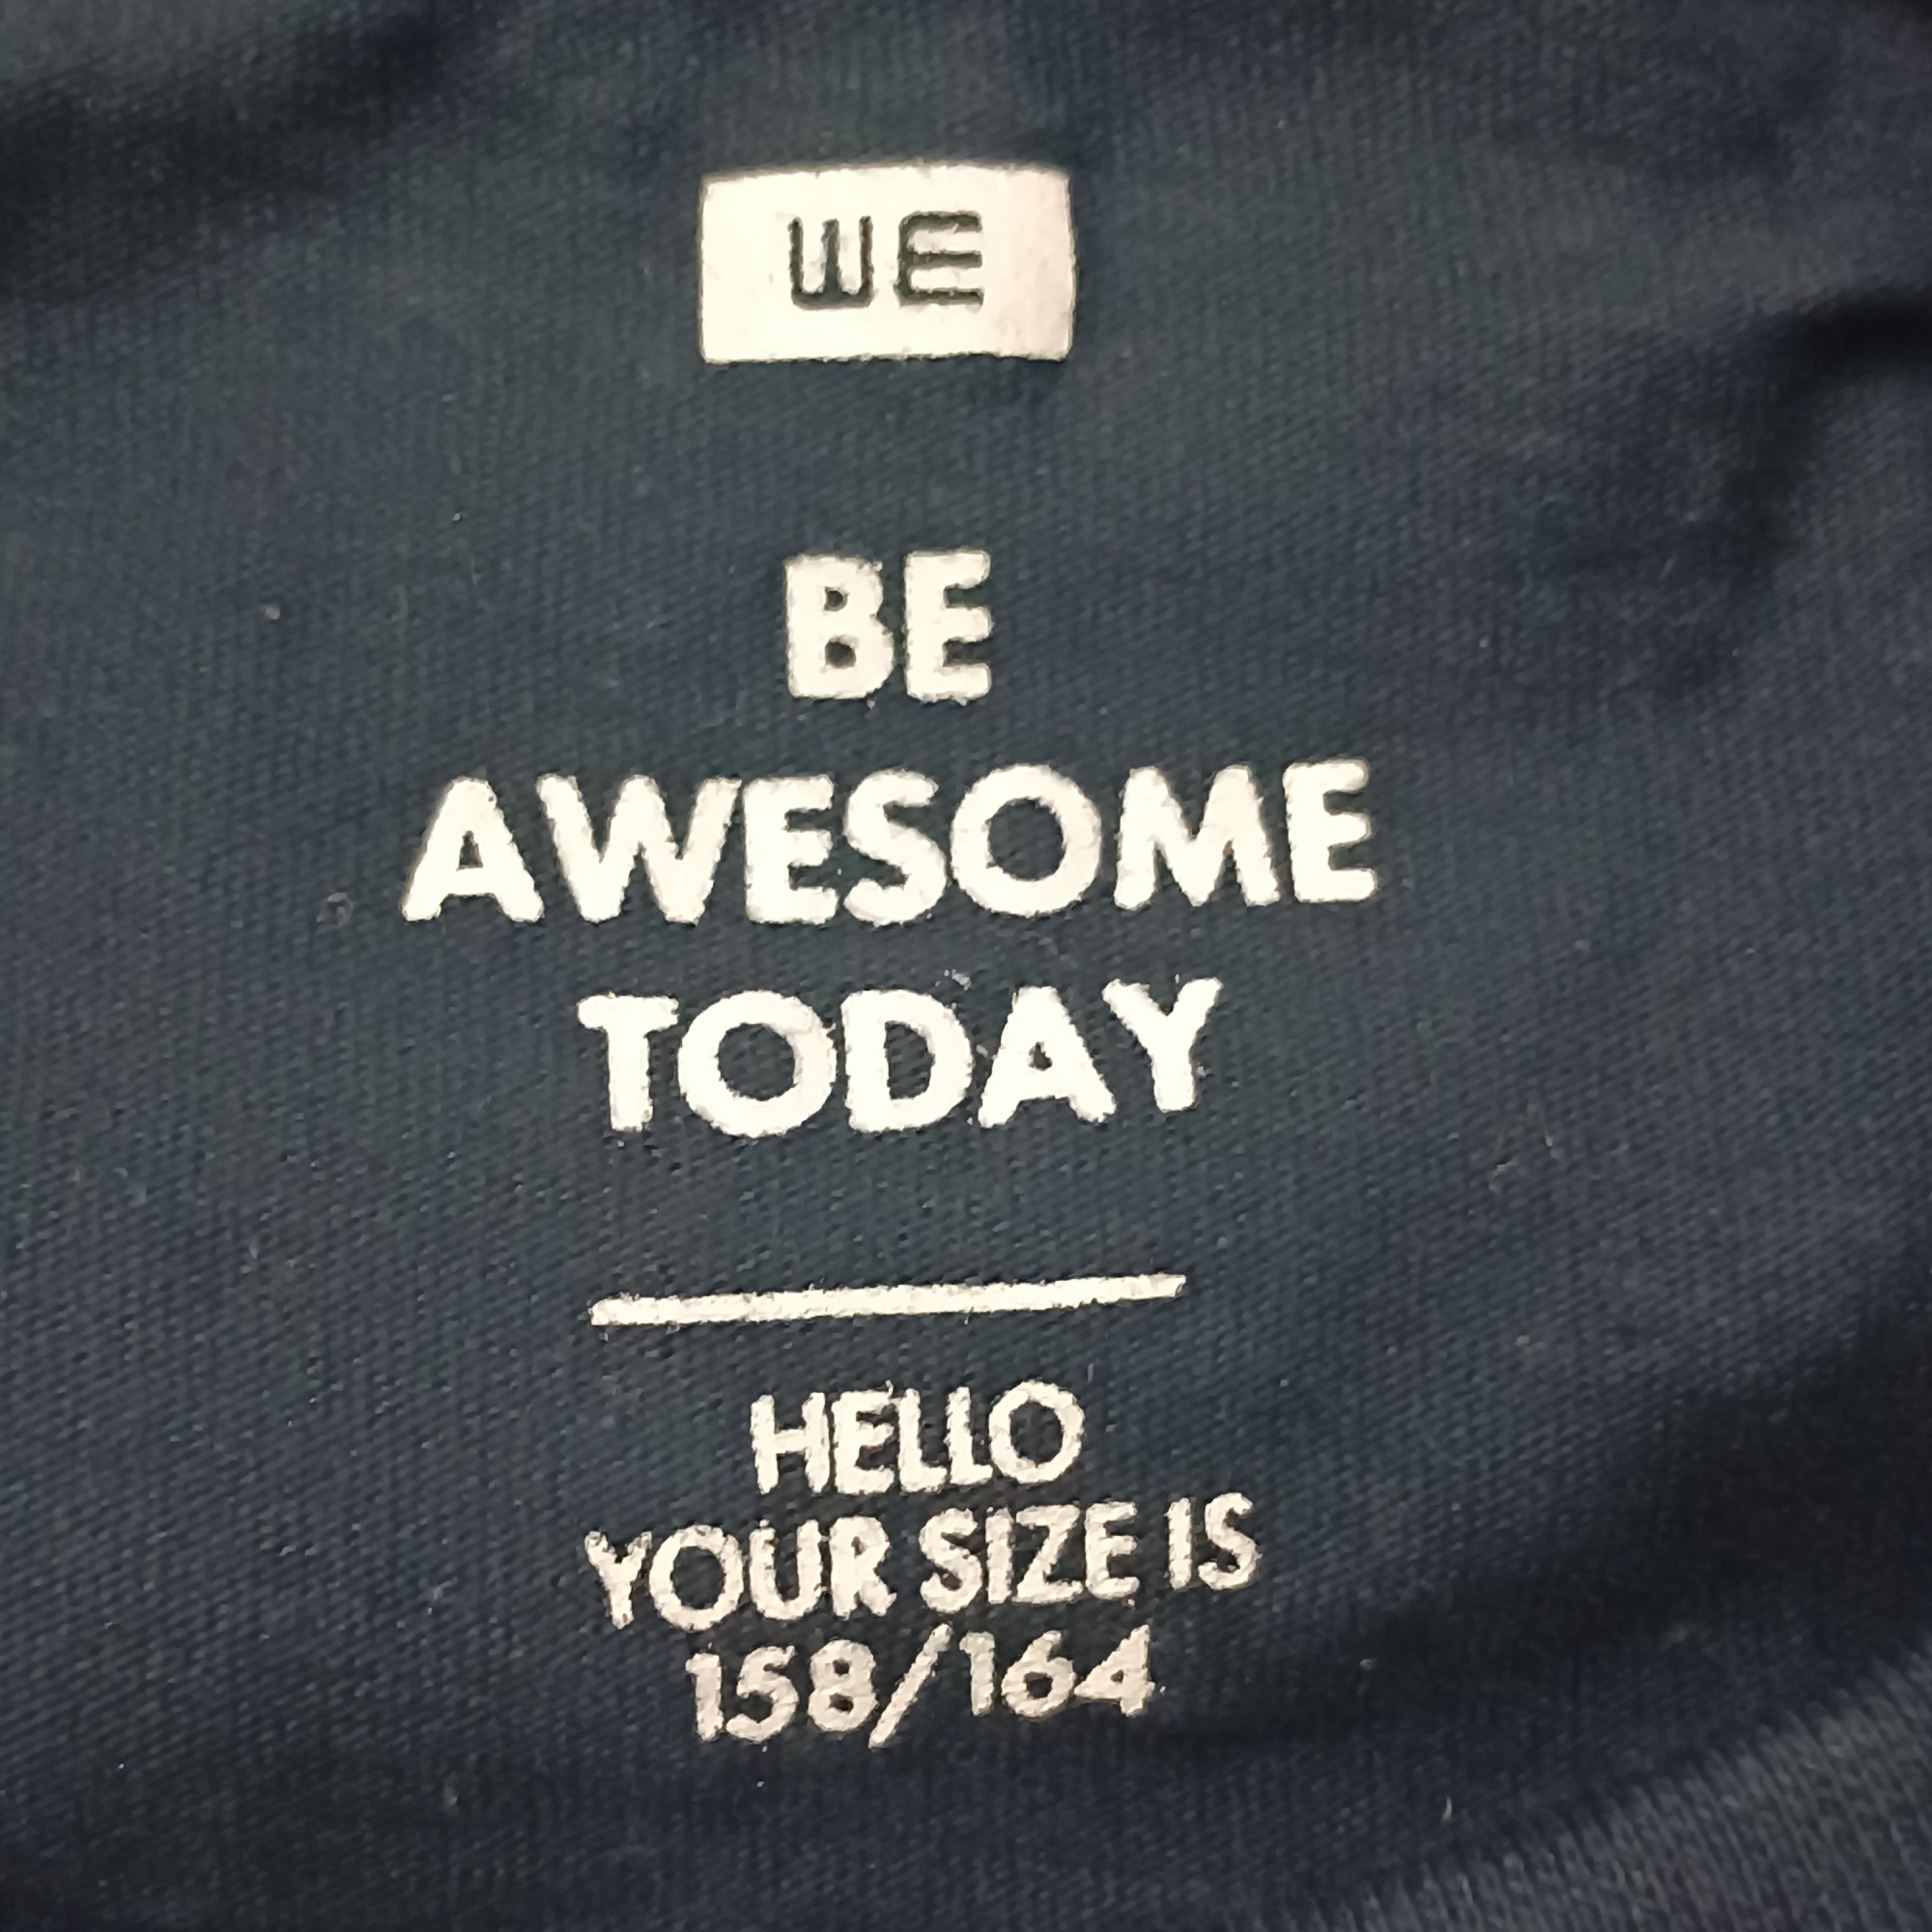 WE
BE
AWESOME
TODAY
HELLO
YOUR SIZE IS
158/164